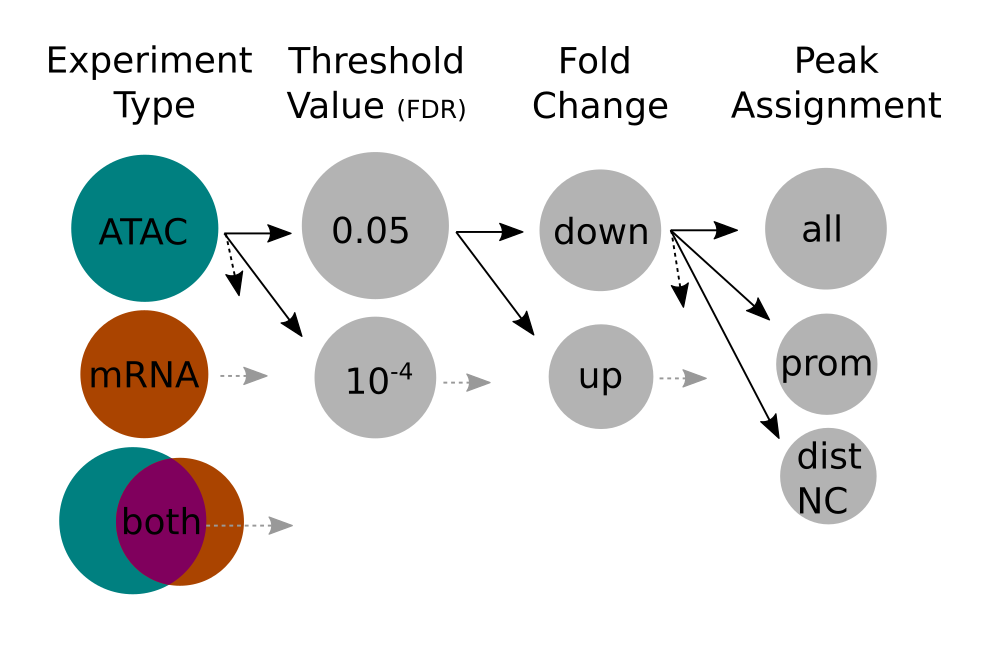 Experiment
Type
Threshold
Value (FDR)
Fold
Change
Peak
Assignment
ATAC
0.05
down
all
mRNA
10⁻⁴
up
prom
both
dist
NC